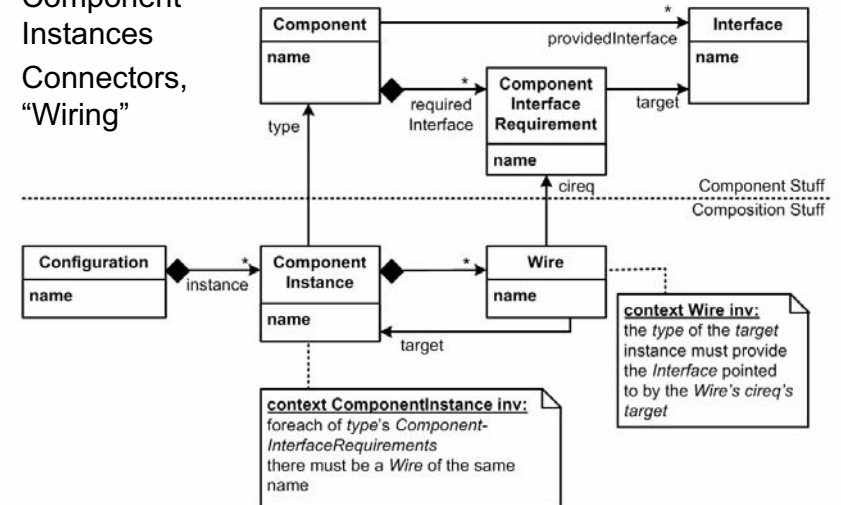 Component
Instances
Connectors,
“Wiring”
Component
name
*
providedInterface
Interface
name
*
required
Interface
Component
Interface
Requirement
name
target
type
cireq
Component Stuff
Composition Stuff
Configuration
name
*
instance
Component
Instance
name
*
Wire
name
target
context Wire inv:
the type of the target
instance must provide
the Interface pointed
to by the Wire's cireq's
target
context ComponentInstance inv:
foreach of type's Component-
InterfaceRequirements
there must be a Wire of the same
name